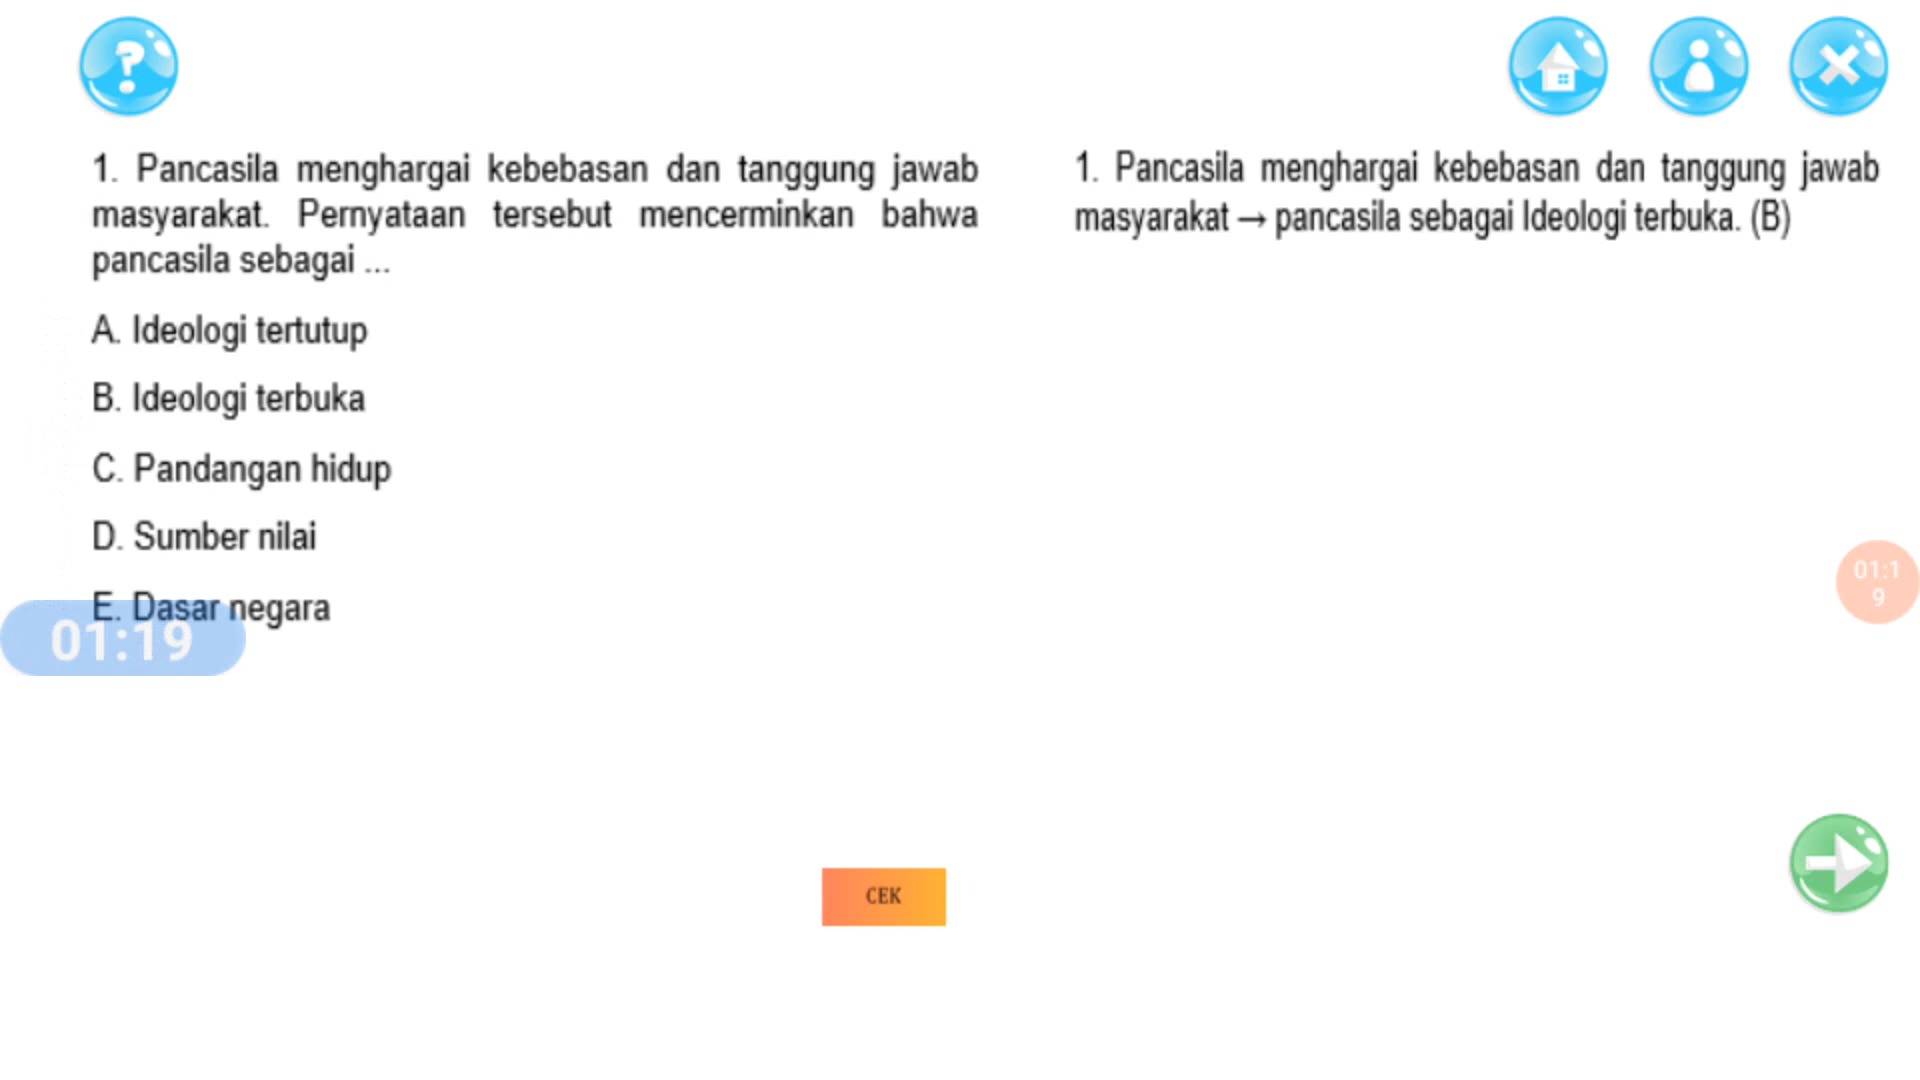 1. Pancasila menghargai kebebasan dan tanggung jawab
masyarakat. Pernyataan tersebut mencerminkan bahwa
pancasila sebagai ...
A. Ideologi tertutup
B. Ideologi terbuka
C. Pandangan hidup
D. Sumber nilai
E. Dasar negara
01:19
1. Pancasila menghargai kebebasan dan tanggung jawab
masyarakat → pancasila sebagai Ideologi terbuka. (B)
01:1
9
CEK